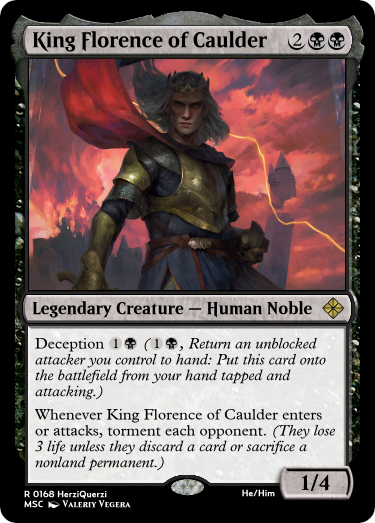 King Florence of Caulder 2
Legendary Creature — Human Noble
Deception 1 (1, Return an unblocked
attacker you control to hand: Put this card onto
the battlefield from your hand tapped and
attacking.)
Whenever King Florence of Caulder enters
or attacks, torment each opponent. (They lose
3 life unless they discard a card or sacrifice a
nonland permanent.)
1/4
R 0168 HerziQuerzi He/Him
MSC Valeriy Vegera